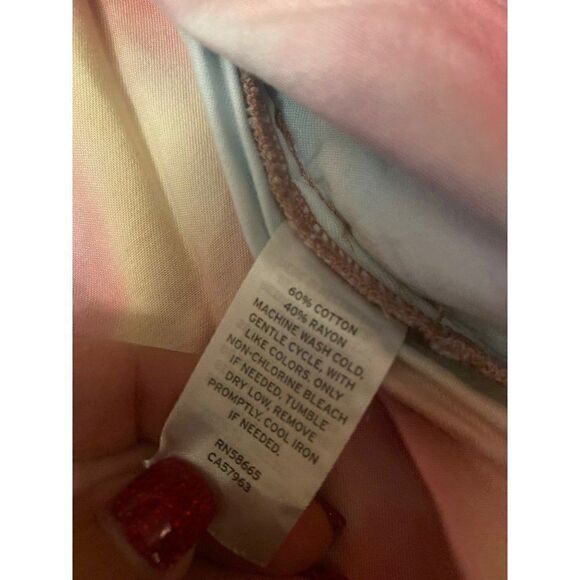 60% COTTON
40% RAYON
MACHINE WASH COLD,
GENTLE CYCLE, WITH
LIKE COLORS. ONLY
NON-CHLORINE BLEACH
IF NEEDED. TUMBLE
DRY LOW, REMOVE
PROMPTLY. COOL IRON
IF NEEDED.
RN58665
CA57963